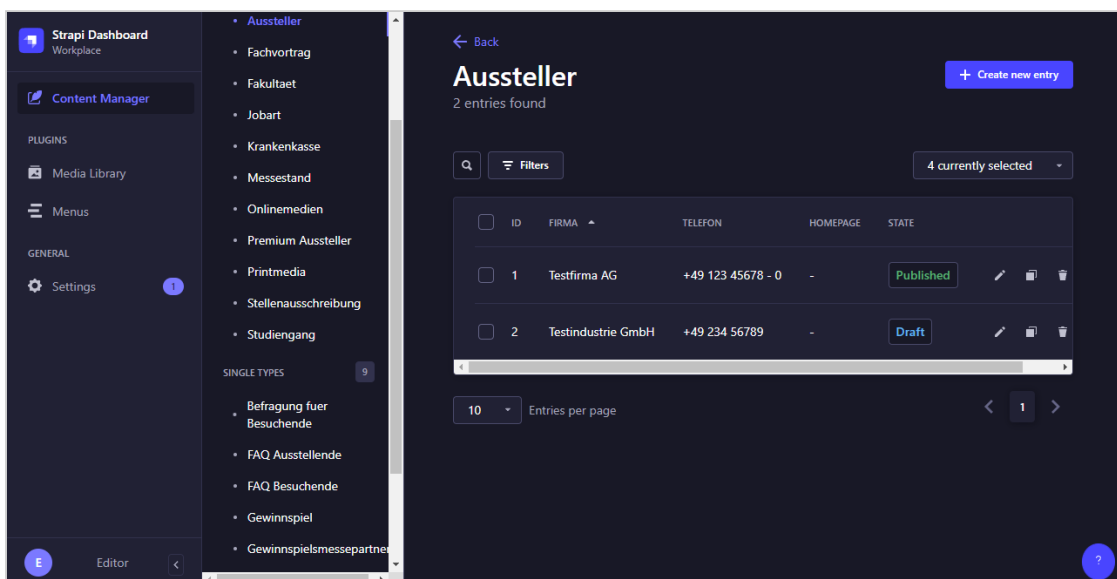 Strapi Dashboard
Workplace
Content Manager
PLUGINS
Media Library
Menus
GENERAL
Settings 1
E Editor
Aussteller
Fachvortrag
Fakultaet
Jobart
Krankenkasse
Messestand
Onlinemedien
Premium Aussteller
Printmedia
Stellenausschreibung
Studiengang
SINGLE TYPES 9
Befragung fuer
Besuchende
FAQ Ausstellende
FAQ Besuchende
Gewinnspiel
Gewinnspielsmessepartner
Back
Aussteller
2 entries found
Create new entry
Filters
4 currently selected
ID FIRMA TELEFON HOMEPAGE STATE
1 Testfirma AG +49 123 45678 - 0 - Published
2 Testindustrie GmbH +49 234 56789 - Draft
10 Entries per page
1
?